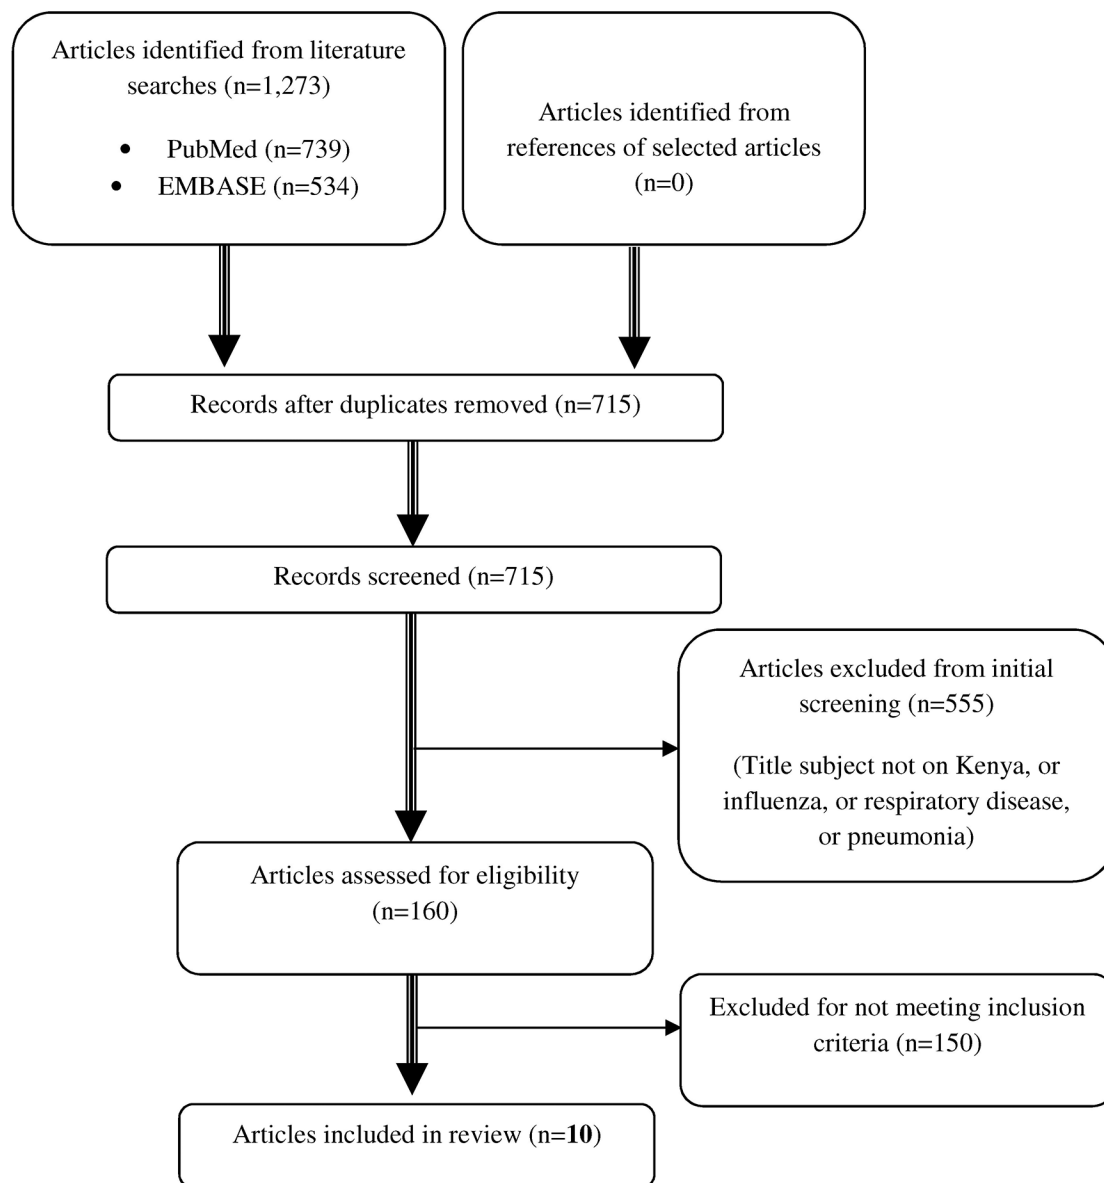 Articles identified from literature
searches (n=1,273)
• PubMed (n=739)
• EMBASE (n=534)
Articles identified from
references of selected articles
(n=0)
Records after duplicates removed (n=715)
Records screened (n=715)
Articles excluded from initial
screening (n=555)
(Title subject not on Kenya, or
influenza, or respiratory disease,
or pneumonia)
Articles assessed for eligibility
(n=160)
Excluded for not meeting inclusion
criteria (n=150)
Articles included in review (n=10)